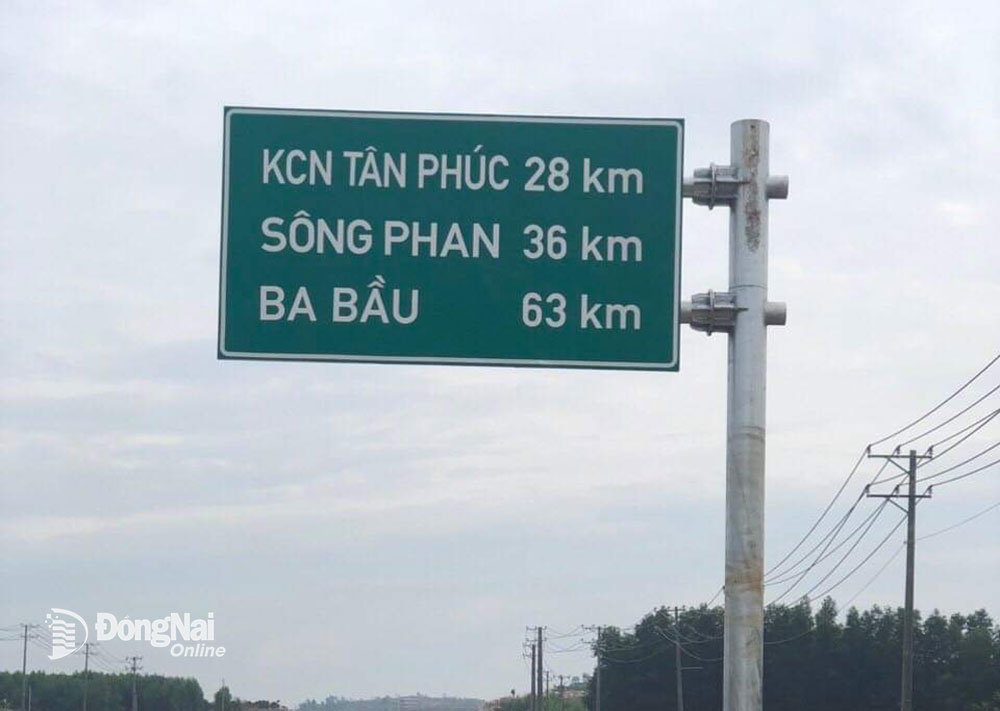 KCN TÂN PHÚC 28 km
SÔNG PHAN 36 km
BA BẦU 63 km
ĐồngNai
Online